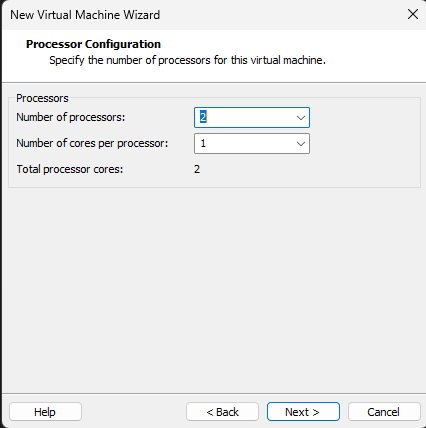 New Virtual Machine Wizard
Processor Configuration
Specify the number of processors for this virtual machine.
Processors
Number of processors: 2
Number of cores per processor: 1
Total processor cores: 2
Help < Back Next > Cancel